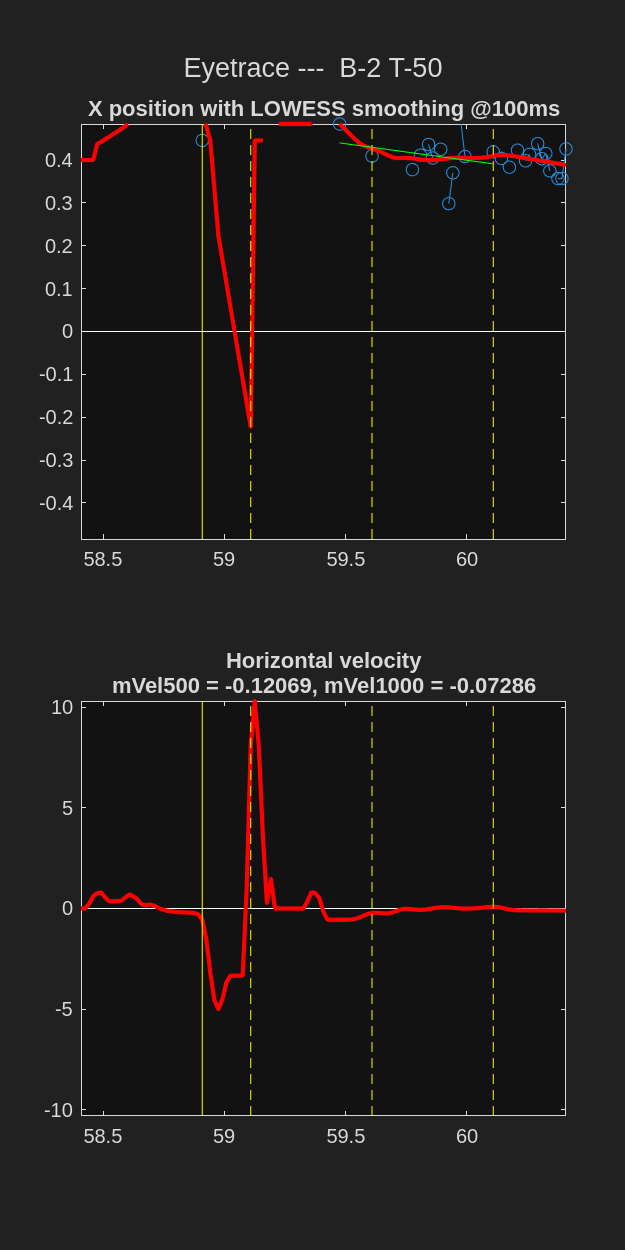 Eyetrace ---  B-2 T-50
X position with LOWESS smoothing @100ms
0.4
0.3
0.2
0.1
0
-0.1
-0.2
-0.3
-0.4
58.5 59 59.5 60
Horizontal velocity
mVel500 = -0.12069, mVel1000 = -0.07286
10
5
0
-5
-10
58.5 59 59.5 60